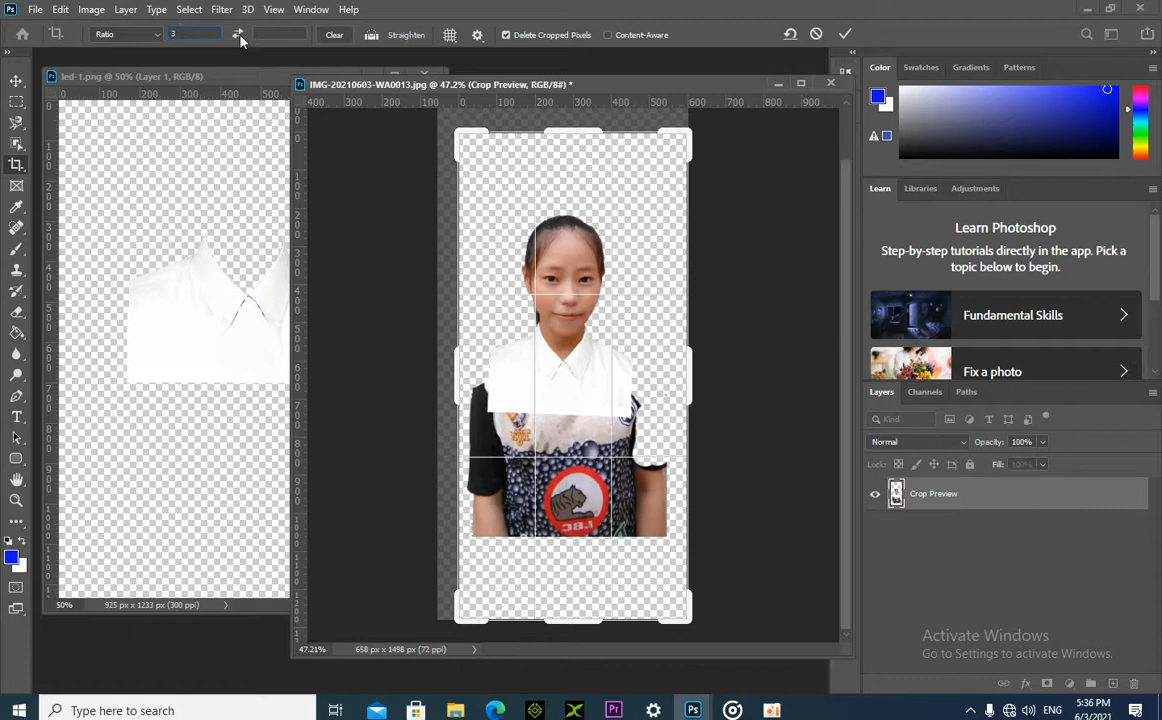 Ps File Edit Image Layer Type Select Filter 3D View Window Help
Ratio 3 Clear Straighten Delete Cropped Pixels Content-Aware
led-1.png @ 50% (Layer 1, RGB/8)
IMG-20210603-WA0013.jpg @ 47.2% (Crop Preview, RGB/8#) *
Color Swatches Gradients Patterns
Learn Libraries Adjustments
Learn Photoshop
Step-by-step tutorials directly in the app. Pick a
topic below to begin.
Fundamental Skills
Fix a photo
Layers Channels Paths
Kind
Normal Opacity: 100%
Lock: Fill: 100%
Crop Preview
LBC
50% 925 px x 1233 px (300 ppi)
47.21% 658 px x 1498 px (72 ppi)
Activate Windows
Go to Settings to activate Windows.
Type here to search
5:36 PM
6/3/2021